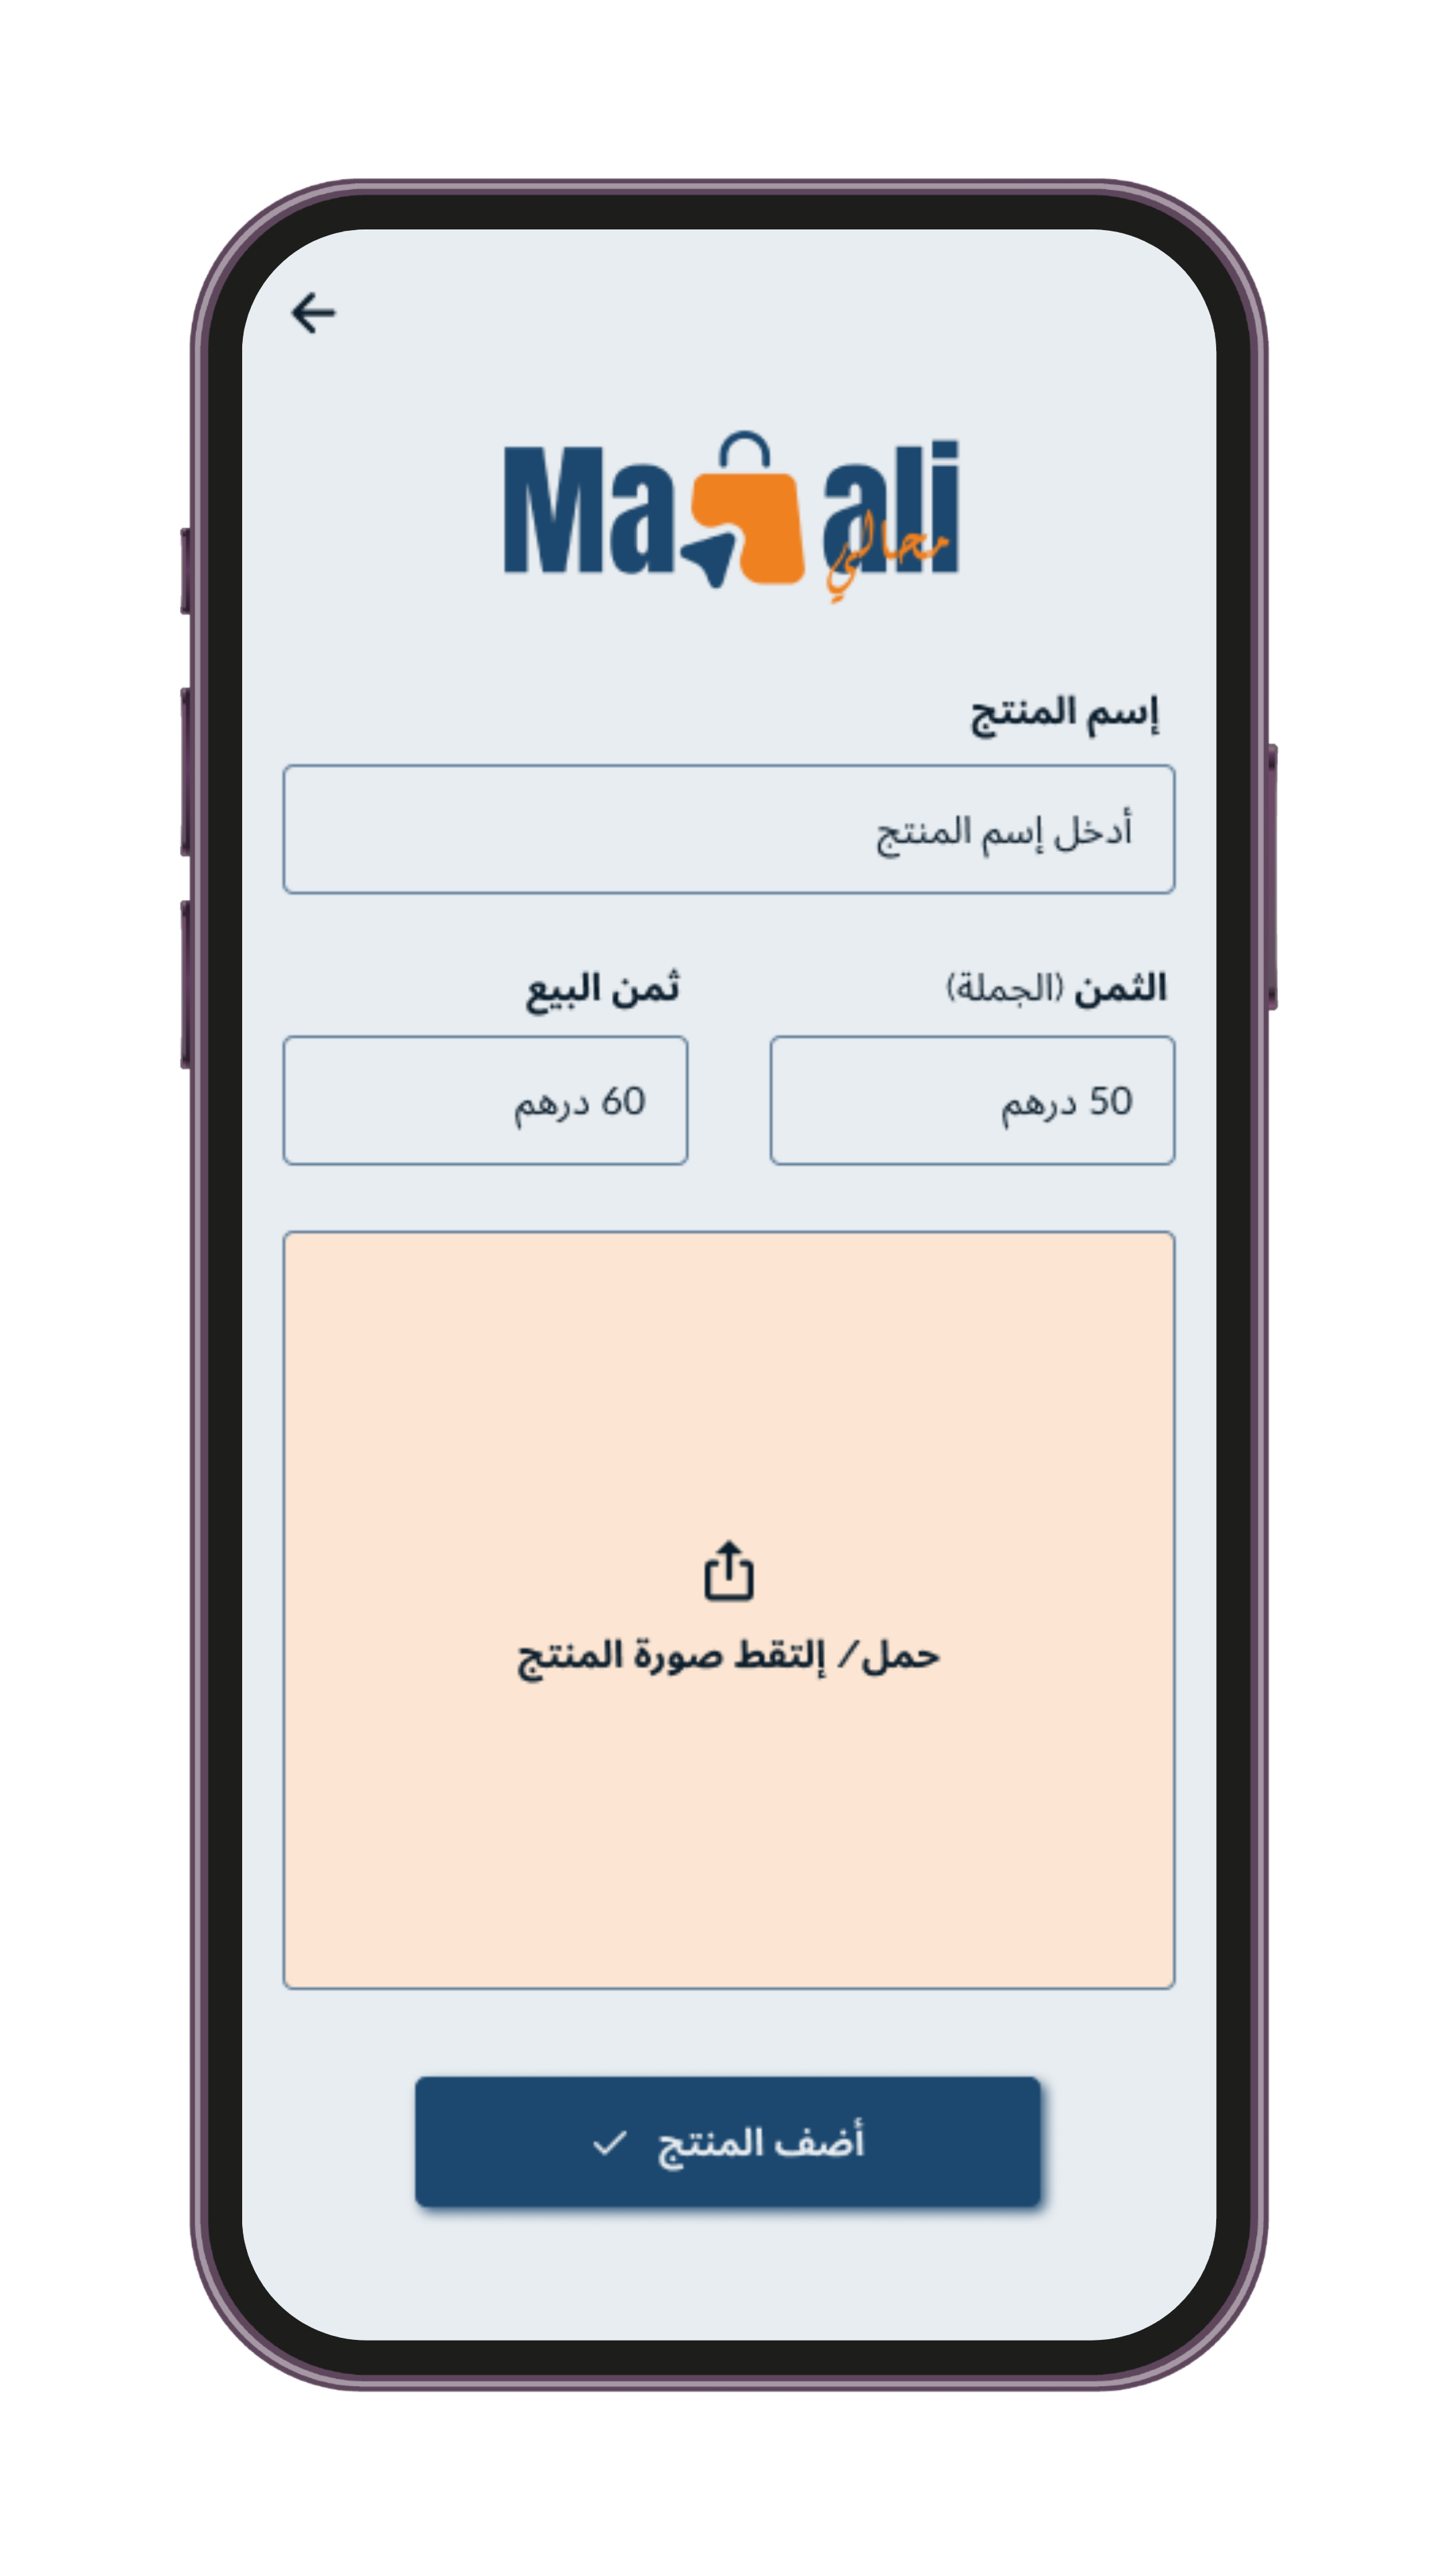 Ma ali
محالي
إسم المنتج
أدخل إسم المنتج
الثمن (الجملة)
ثمن البيع
50 درهم
60 درهم
حمل/ إلتقط صورة المنتج
أضف المنتج